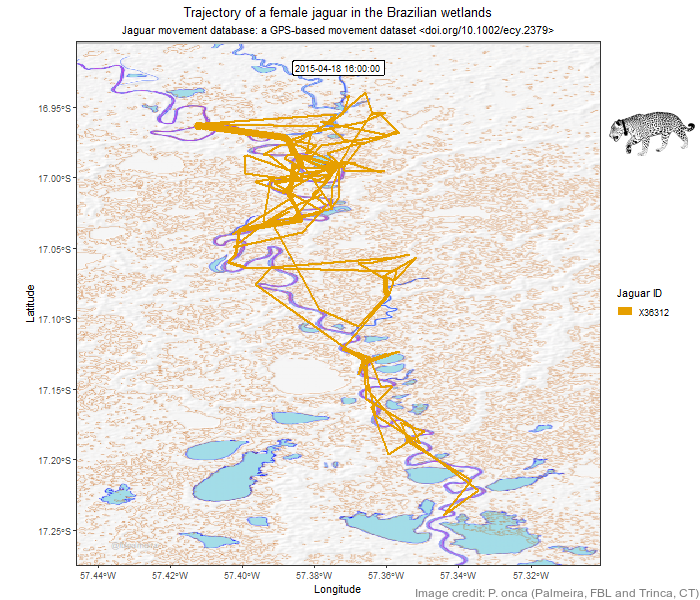 Trajectory of a female jaguar in the Brazilian wetlands
Jaguar movement database: a GPS-based movement dataset <doi.org/10.1002/ecy.2379>
2015-04-18 16:00:00
16.95°S
17.00°S
17.05°S
17.10°S
17.15°S
17.20°S
17.25°S
Latitude
57.44°W
57.42°W
57.40°W
57.38°W
57.36°W
57.34°W
57.32°W
Longitude
Jaguar ID
X36312
Image credit: P. onca (Palmeira, FBL and Trinca, CT)